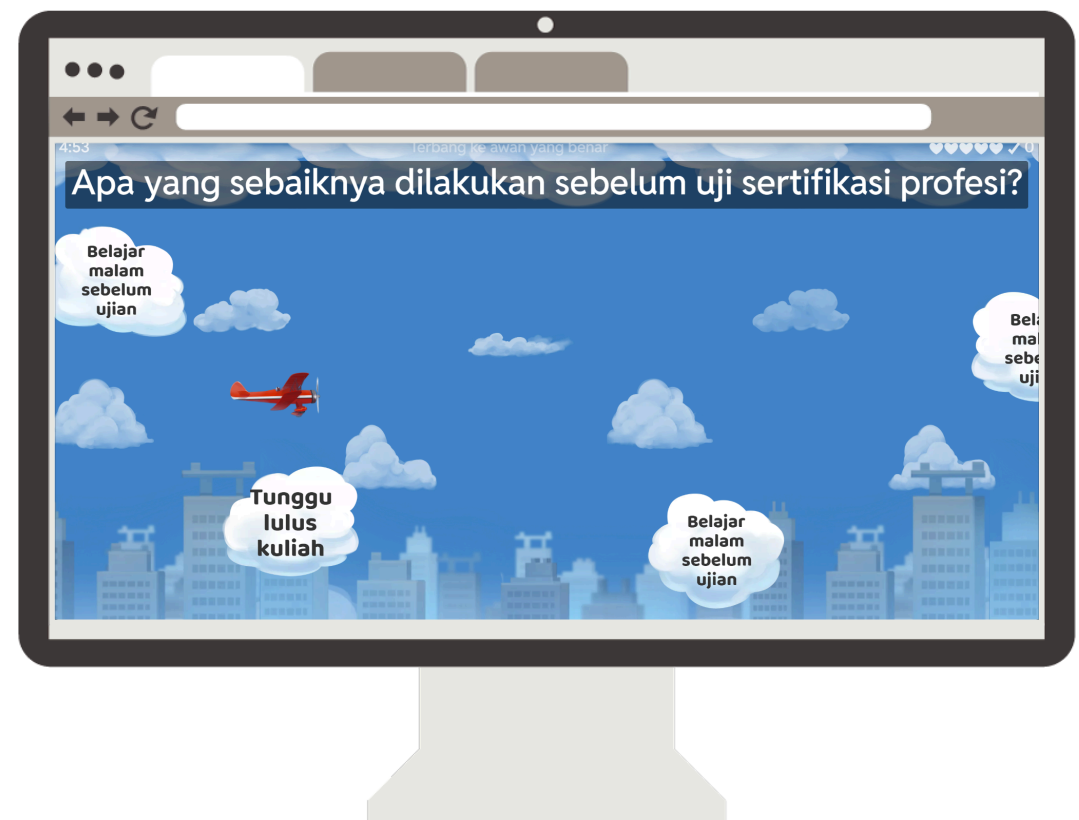 4:53
Terbang ke awan yang benar
0
Apa yang sebaiknya dilakukan sebelum uji sertifikasi profesi?
Belajar
malam
sebelum
ujian
Tunggu
lulus
kuliah
Belajar
malam
sebelum
ujian